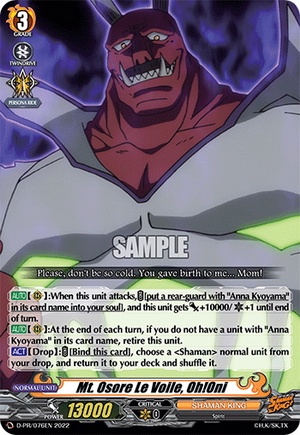 3
GRADE
TWINDRIVE
PERSONA RIDE
SAMPLE
Please, don't be so cold. You gave birth to me... Mom!
AUTO [ ]:When this unit attacks, [put a rear-guard with "Anna Kyoyama"
in its card name into your soul], and this unit gets +10000/ +1 until end
of turn.
AUTO [ ]:At the end of each turn, if you do not have a unit with "Anna
Kyoyama" in its card name, retire this unit.
ACT [Drop]: [Bind this card], choose a <Shaman> normal unit from
your drop, and return it to your deck and shuffle it.
NORMAL UNIT
Mt. Osore Le Voile, Oh!Oni
POWER 13000
CRITICAL
0
SHAMAN KING
Spirit
D-PR/076EN 2022
©H.T.K/SK.TX